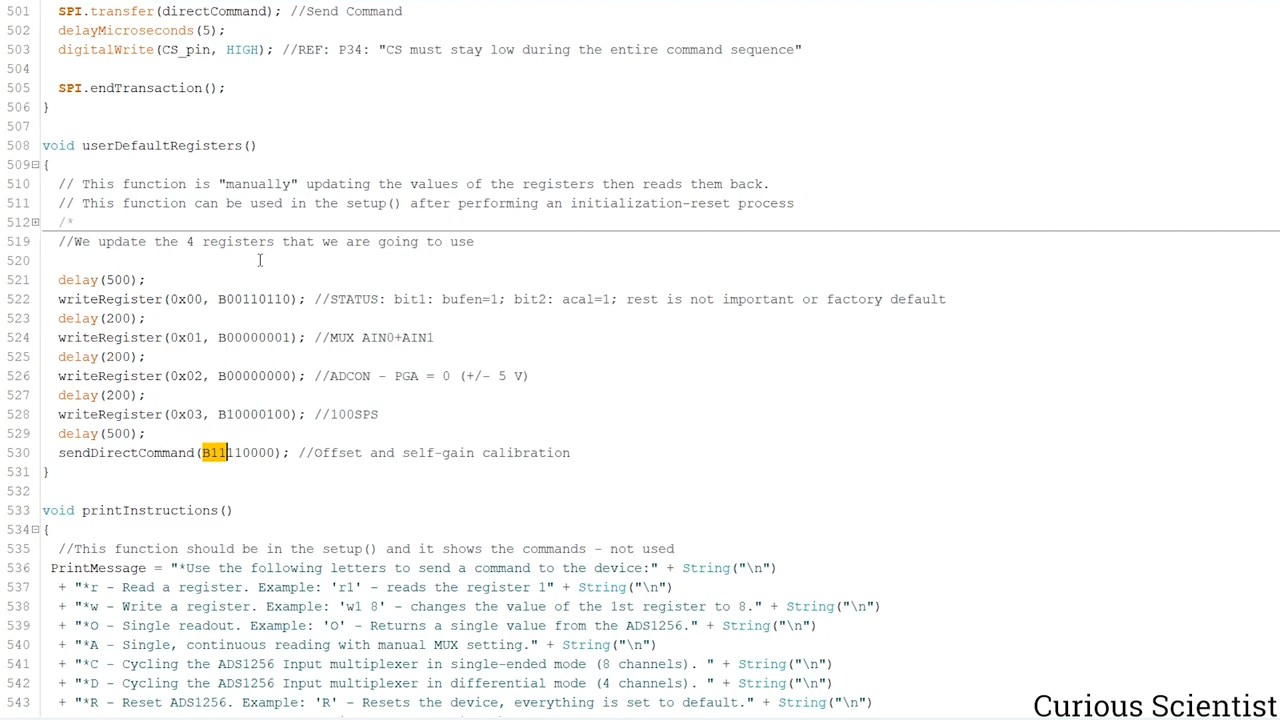 501 SPI.transfer(directCommand); //Send Command
502 delayMicroseconds(5);
503 digitalWrite(CS_pin, HIGH); //REF: P34: "CS must stay low during the entire command sequence"
504
505 SPI.endTransaction();
506 }
507
508 void userDefaultRegisters()
509 {
510 // This function is "manually" updating the values of the registers then reads them back.
511 // This function can be used in the setup() after performing an initialization-reset process
512 /*
519 //We update the 4 registers that we are going to use
520
521 delay(500);
522 writeRegister(0x00, B00110110); //STATUS: bit1: bufen=1; bit2: acal=1; rest is not important or factory default
523 delay(200);
524 writeRegister(0x01, B00000001); //MUX AIN0+AIN1
525 delay(200);
526 writeRegister(0x02, B00000000); //ADCON - PGA = 0 (+/- 5 V)
527 delay(200);
528 writeRegister(0x03, B10000100); //100SPS
529 delay(500);
530 sendDirectCommand(B11110000); //Offset and self-gain calibration
531 }
532
533 void printInstructions()
534 {
535 //This function should be in the setup() and it shows the commands - not used
536 PrintMessage = "*Use the following letters to send a command to the device:" + String("\n")
537 + "*r - Read a register. Example: 'r1' - reads the register 1" + String("\n")
538 + "*w - Write a register. Example: 'w1 8' - changes the value of the 1st register to 8." + String("\n")
539 + "*O - Single readout. Example: 'O' - Returns a single value from the ADS1256." + String("\n")
540 + "*A - Single, continuous reading with manual MUX setting." + String("\n")
541 + "*C - Cycling the ADS1256 Input multiplexer in single-ended mode (8 channels). " + String("\n")
542 + "*D - Cycling the ADS1256 Input multiplexer in differential mode (4 channels). " + String("\n")
543 + "*R - Reset ADS1256. Example: 'R' - Resets the device, everything is set to default." + String("\n")
Curious Scientist